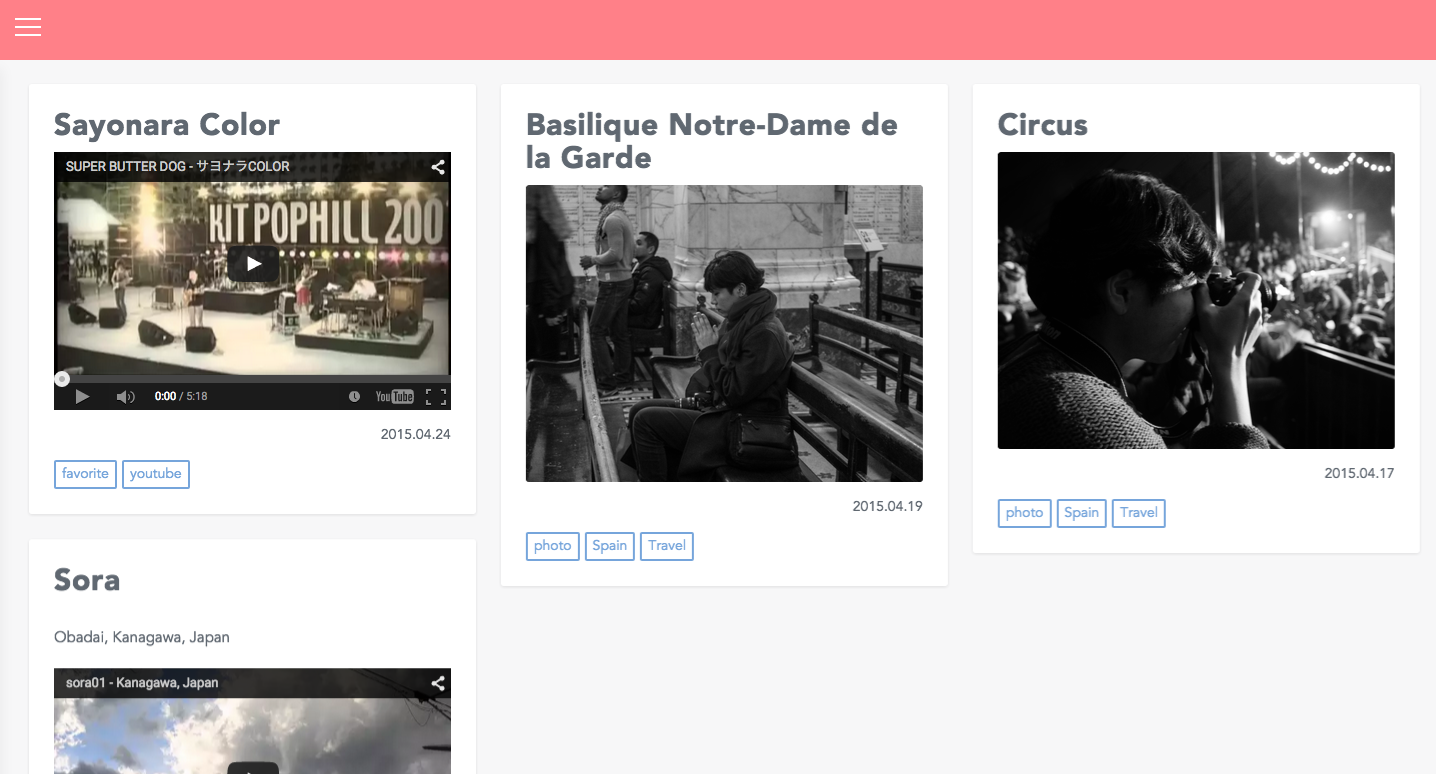 Sayonara Color
SUPER BUTTER DOG - サヨナラCOLOR
KIT POPHILL 200
0:00 / 5:18
YouTube
2015.04.24
favorite
youtube
Sora
Obadai, Kanagawa, Japan
sora01 - Kanagawa, Japan
Basilique Notre-Dame de
la Garde
2015.04.19
photo
Spain
Travel
Circus
2015.04.17
photo
Spain
Travel